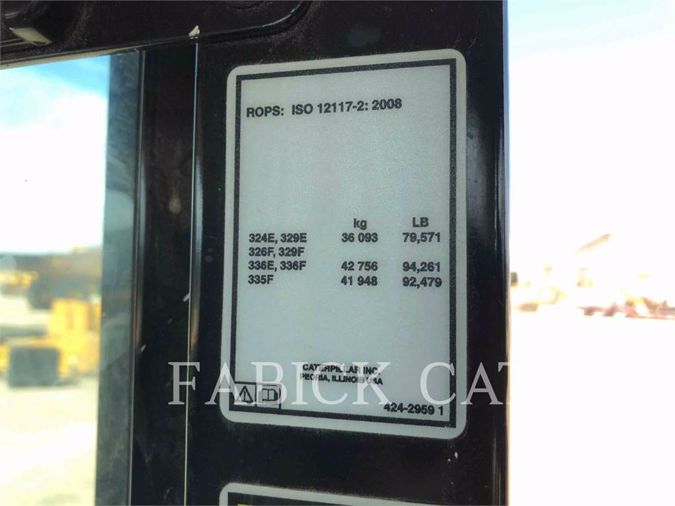 ROPS: ISO 12117-2: 2008
kg LB
324E, 329E 36 093 79,571
326F, 329F
336E, 336F 42 756 94,261
335F 41 948 92,479
CATERPILLAR INC.
PEORIA, ILLINOIS USA
FABICK CAT
424-2959 1